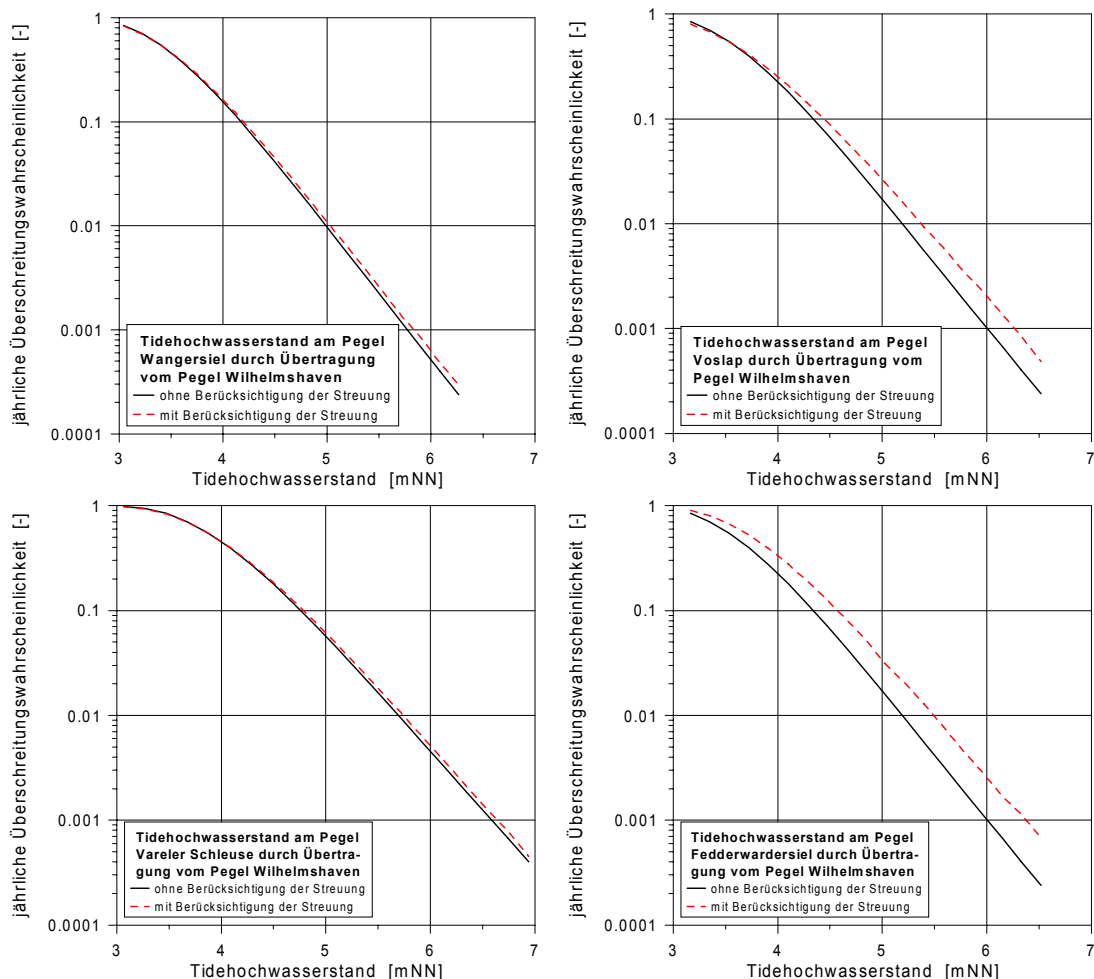 jährliche Überschreitungswahrscheinlichkeit [-]
1
0.1
0.01
0.001
0.0001
Tidehochwasserstand am Pegel
Wangersiel durch Übertragung
vom Pegel Wilhelmshaven
ohne Berücksichtigung der Streuung
mit Berücksichtigung der Streuung
3
4
5
6
7
Tidehochwasserstand [mNN]
jährliche Überschreitungswahrscheinlichkeit [-]
1
0.1
0.01
0.001
0.0001
Tidehochwasserstand am Pegel
Voslap durch Übertragung vom
Pegel Wilhelmshaven
ohne Berücksichtigung der Streuung
mit Berücksichtigung der Streuung
3
4
5
6
7
Tidehochwasserstand [mNN]
jährliche Überschreitungswahrscheinlichkeit [-]
1
0.1
0.01
0.001
0.0001
Tidehochwasserstand am Pegel
Vareler Schleuse durch Übertra-
gung vom Pegel Wilhelmshaven
ohne Berücksichtigung der Streuung
mit Berücksichtigung der Streuung
3
4
5
6
7
Tidehochwasserstand [mNN]
jährliche Überschreitungswahrscheinlichkeit [-]
1
0.1
0.01
0.001
0.0001
Tidehochwasserstand am Pegel
Fedderwardersiel durch Übertra-
gung vom Pegel Wilhelmshaven
ohne Berücksichtigung der Streuung
mit Berücksichtigung der Streuung
3
4
5
6
7
Tidehochwasserstand [mNN]